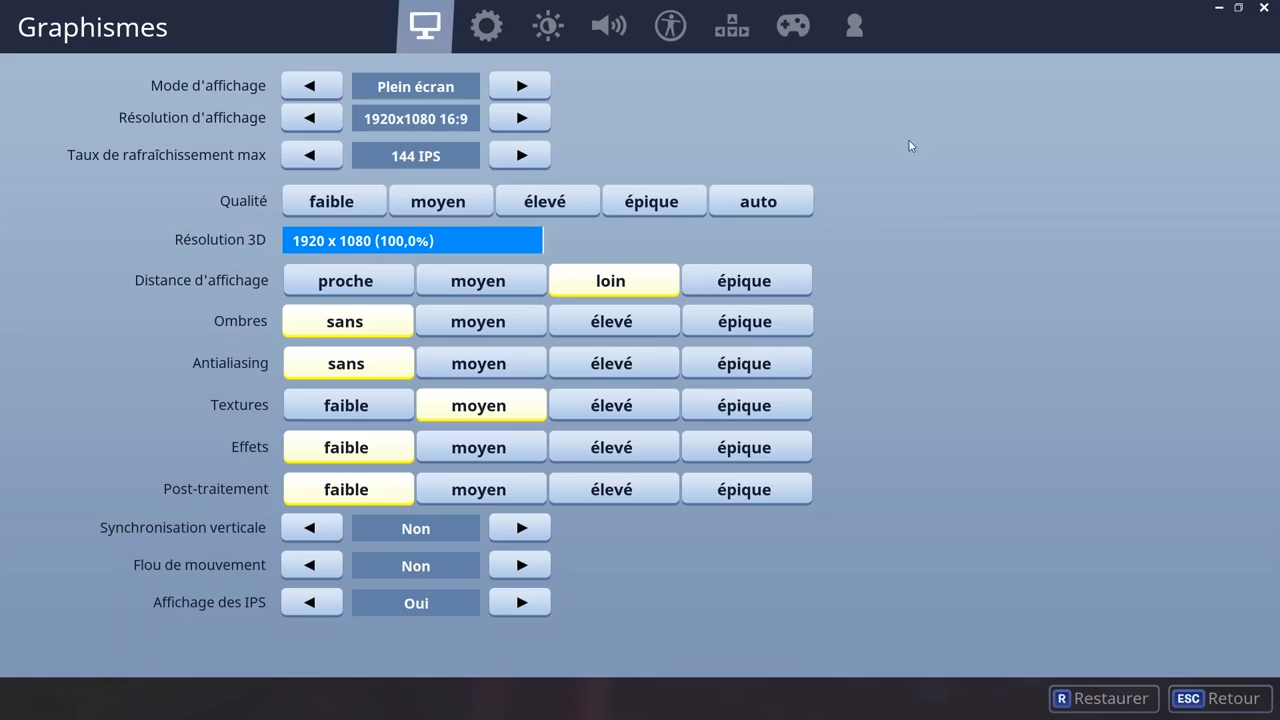 Graphismes
Mode d'affichage ◄ Plein écran ►
Résolution d'affichage ◄ 1920x1080 16:9 ►
Taux de rafraîchissement max ◄ 144 IPS ►
Qualité faible moyen élevé épique auto
Résolution 3D 1920 x 1080 (100,0%)
Distance d'affichage proche moyen loin épique
Ombres sans moyen élevé épique
Antialiasing sans moyen élevé épique
Textures faible moyen élevé épique
Effets faible moyen élevé épique
Post-traitement faible moyen élevé épique
Synchronisation verticale ◄ Non ►
Flou de mouvement ◄ Non ►
Affichage des IPS ◄ Oui ►
R Restaurer ESC Retour